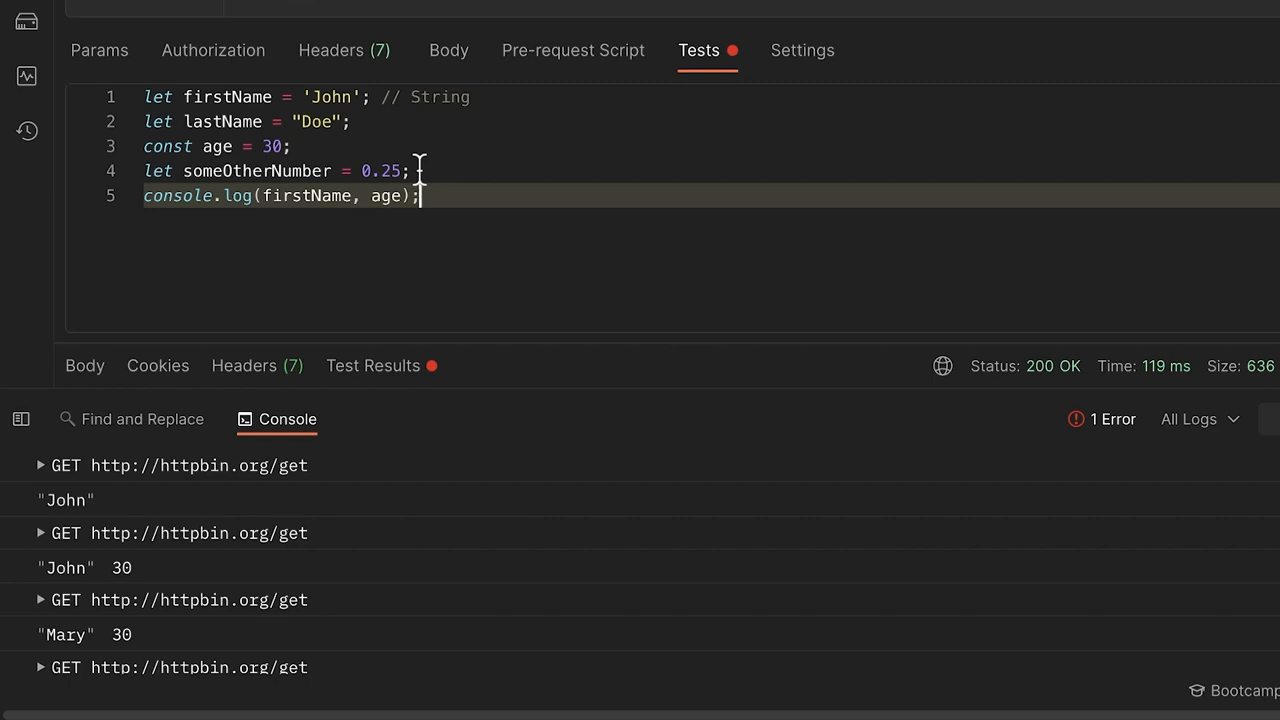 Params Authorization Headers (7) Body Pre-request Script Tests Settings
1 let firstName = 'John'; // String
2 let lastName = "Doe";
3 const age = 30;
4 let someOtherNumber = 0.25;
5 console.log(firstName, age);
Body Cookies Headers (7) Test Results Status: 200 OK Time: 119 ms Size: 636
Find and Replace Console 1 Error All Logs
GET http://httpbin.org/get
"John"
GET http://httpbin.org/get
"John" 30
GET http://httpbin.org/get
"Mary" 30
GET http://httpbin.org/get
Bootcamp